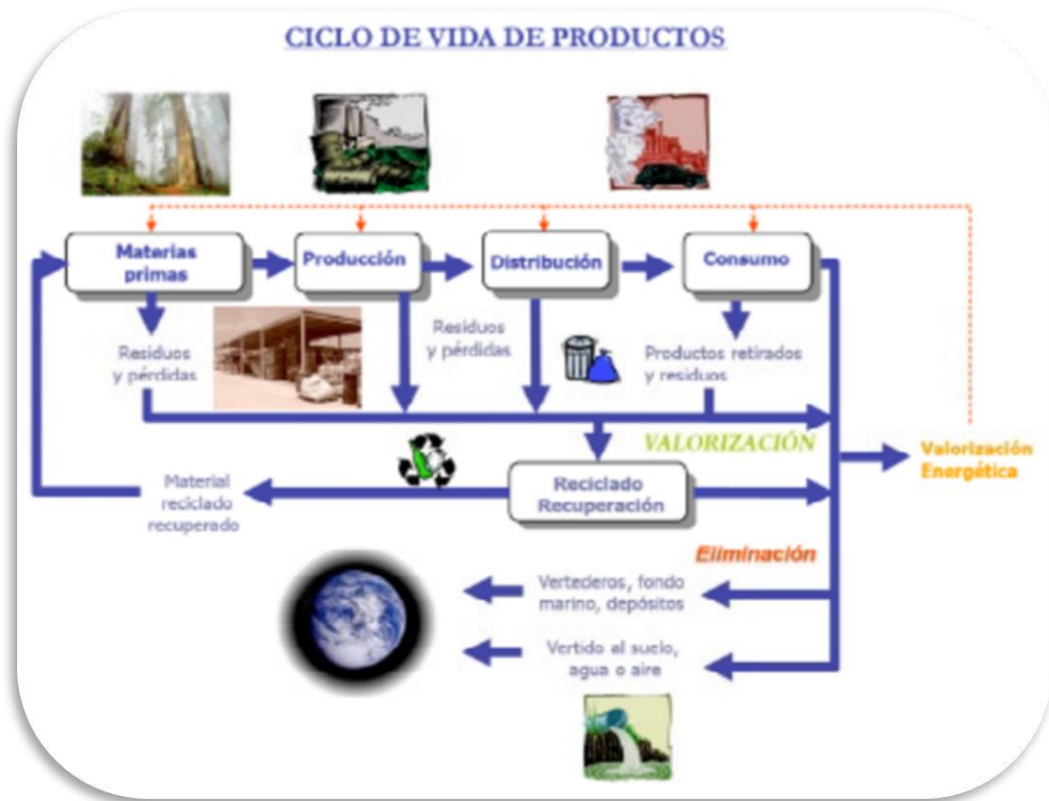 CICLO DE VIDA DE PRODUCTOS
Materias
primas
Producción
Distribución
Consumo
Residuos
y pérdidas
Residuos
y pérdidas
Productos retirados
y residuos
VALORIZACIÓN
Valorización
Energética
Material
reciclado
recuperado
Reciclado
Recuperación
Eliminación
Vertederos, fondo
marino, depósitos
Vertido al suelo,
agua o aire